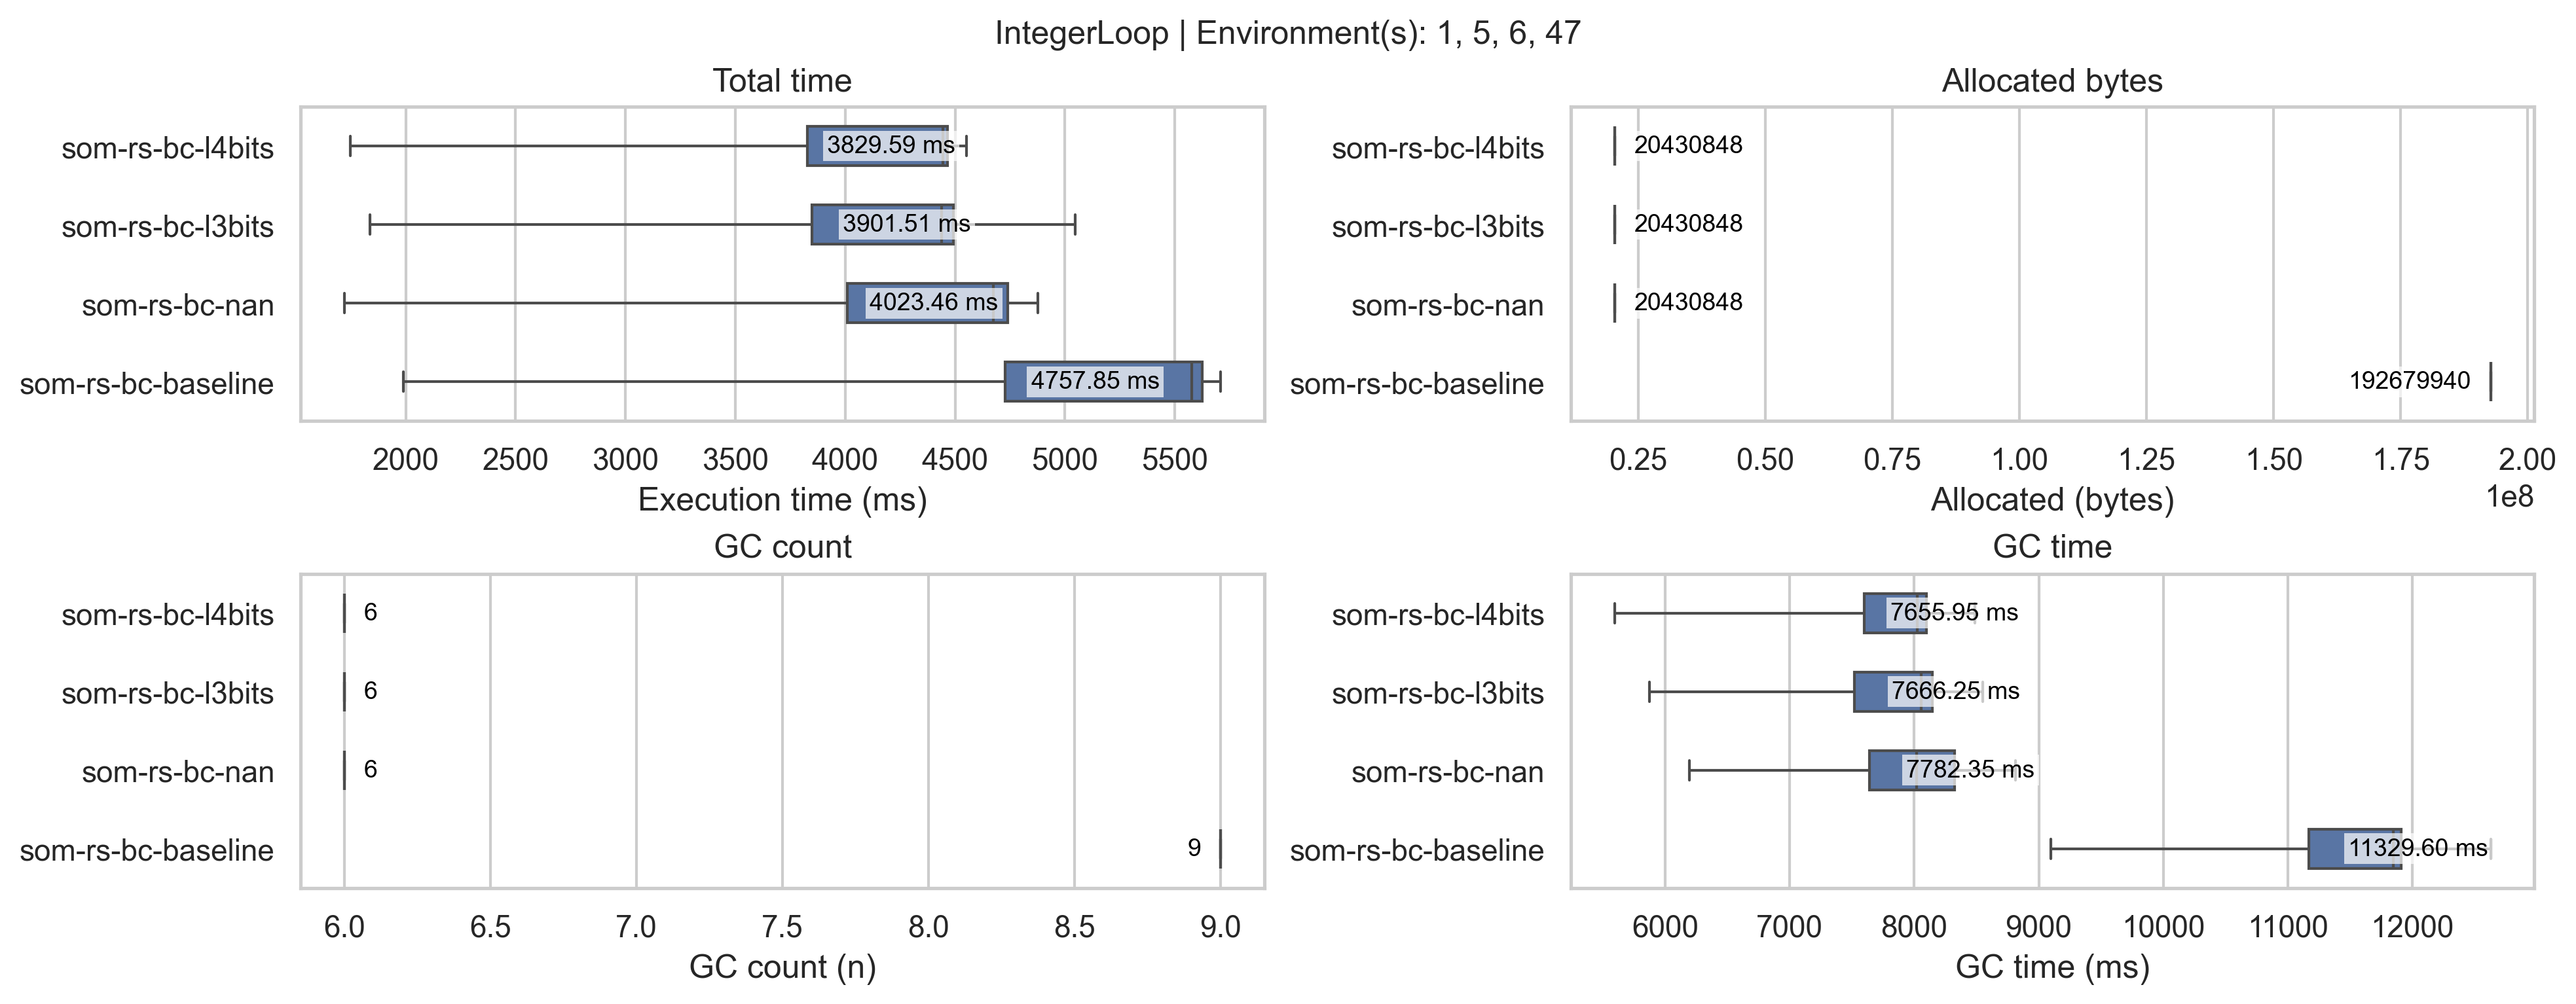 IntegerLoop | Environment(s): 1, 5, 6, 47
Total time
som-rs-bc-l4bits
3829.59 ms
som-rs-bc-l3bits
3901.51 ms
som-rs-bc-nan
4023.46 ms
som-rs-bc-baseline
4757.85 ms
2000 2500 3000 3500 4000 4500 5000 5500
Execution time (ms)
Allocated bytes
som-rs-bc-l4bits
20430848
som-rs-bc-l3bits
20430848
som-rs-bc-nan
20430848
som-rs-bc-baseline
192679940
0.25 0.50 0.75 1.00 1.25 1.50 1.75 2.00
1e8
Allocated (bytes)
GC count
som-rs-bc-l4bits
6
som-rs-bc-l3bits
6
som-rs-bc-nan
6
som-rs-bc-baseline
9
6.0 6.5 7.0 7.5 8.0 8.5 9.0
GC count (n)
GC time
som-rs-bc-l4bits
7655.95 ms
som-rs-bc-l3bits
7666.25 ms
som-rs-bc-nan
7782.35 ms
som-rs-bc-baseline
11329.60 ms
6000 7000 8000 9000 10000 11000 12000
GC time (ms)